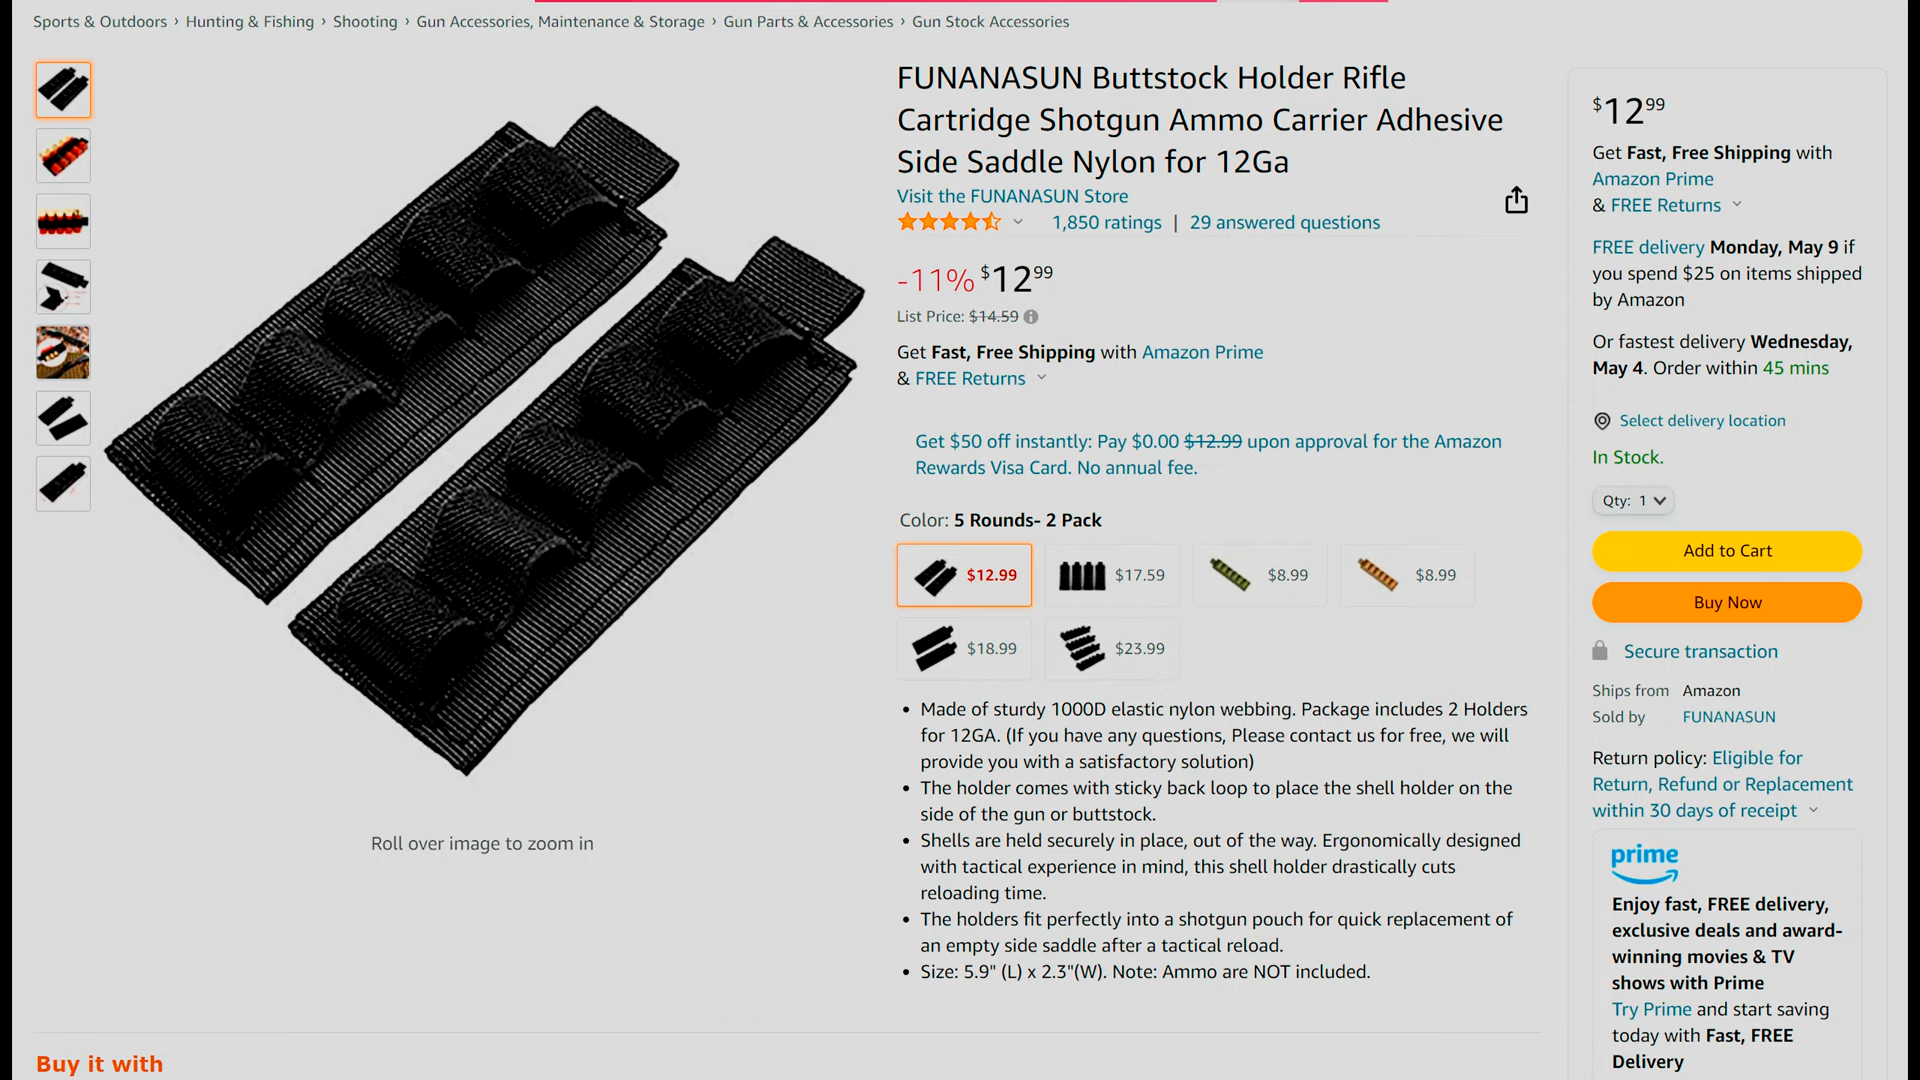 Sports & Outdoors › Hunting & Fishing › Shooting › Gun Accessories, Maintenance & Storage › Gun Parts & Accessories › Gun Stock Accessories
FUNANASUN Buttstock Holder Rifle
Cartridge Shotgun Ammo Carrier Adhesive
Side Saddle Nylon for 12Ga
Visit the FUNANASUN Store
1,850 ratings | 29 answered questions
-11% $12 99
List Price: $14.59
Get Fast, Free Shipping with Amazon Prime
& FREE Returns
Get $50 off instantly: Pay $0.00 $12.99 upon approval for the Amazon
Rewards Visa Card. No annual fee.
Color: 5 Rounds- 2 Pack
$12.99 $17.59 $8.99 $8.99
$18.99 $23.99
• Made of sturdy 1000D elastic nylon webbing. Package includes 2 Holders
for 12GA. (If you have any questions, Please contact us for free, we will
provide you with a satisfactory solution)
• The holder comes with sticky back loop to place the shell holder on the
side of the gun or buttstock.
• Shells are held securely in place, out of the way. Ergonomically designed
with tactical experience in mind, this shell holder drastically cuts
reloading time.
• The holders fit perfectly into a shotgun pouch for quick replacement of
an empty side saddle after a tactical reload.
• Size: 5.9" (L) x 2.3"(W). Note: Ammo are NOT included.
Roll over image to zoom in
Buy it with
$12 99
Get Fast, Free Shipping with
Amazon Prime
& FREE Returns
FREE delivery Monday, May 9 if
you spend $25 on items shipped
by Amazon
Or fastest delivery Wednesday,
May 4. Order within 45 mins
Select delivery location
In Stock.
Qty: 1
Add to Cart
Buy Now
Secure transaction
Ships from Amazon
Sold by FUNANASUN
Return policy: Eligible for
Return, Refund or Replacement
within 30 days of receipt
prime
Enjoy fast, FREE delivery,
exclusive deals and award-
winning movies & TV
shows with Prime
Try Prime and start saving
today with Fast, FREE
Delivery